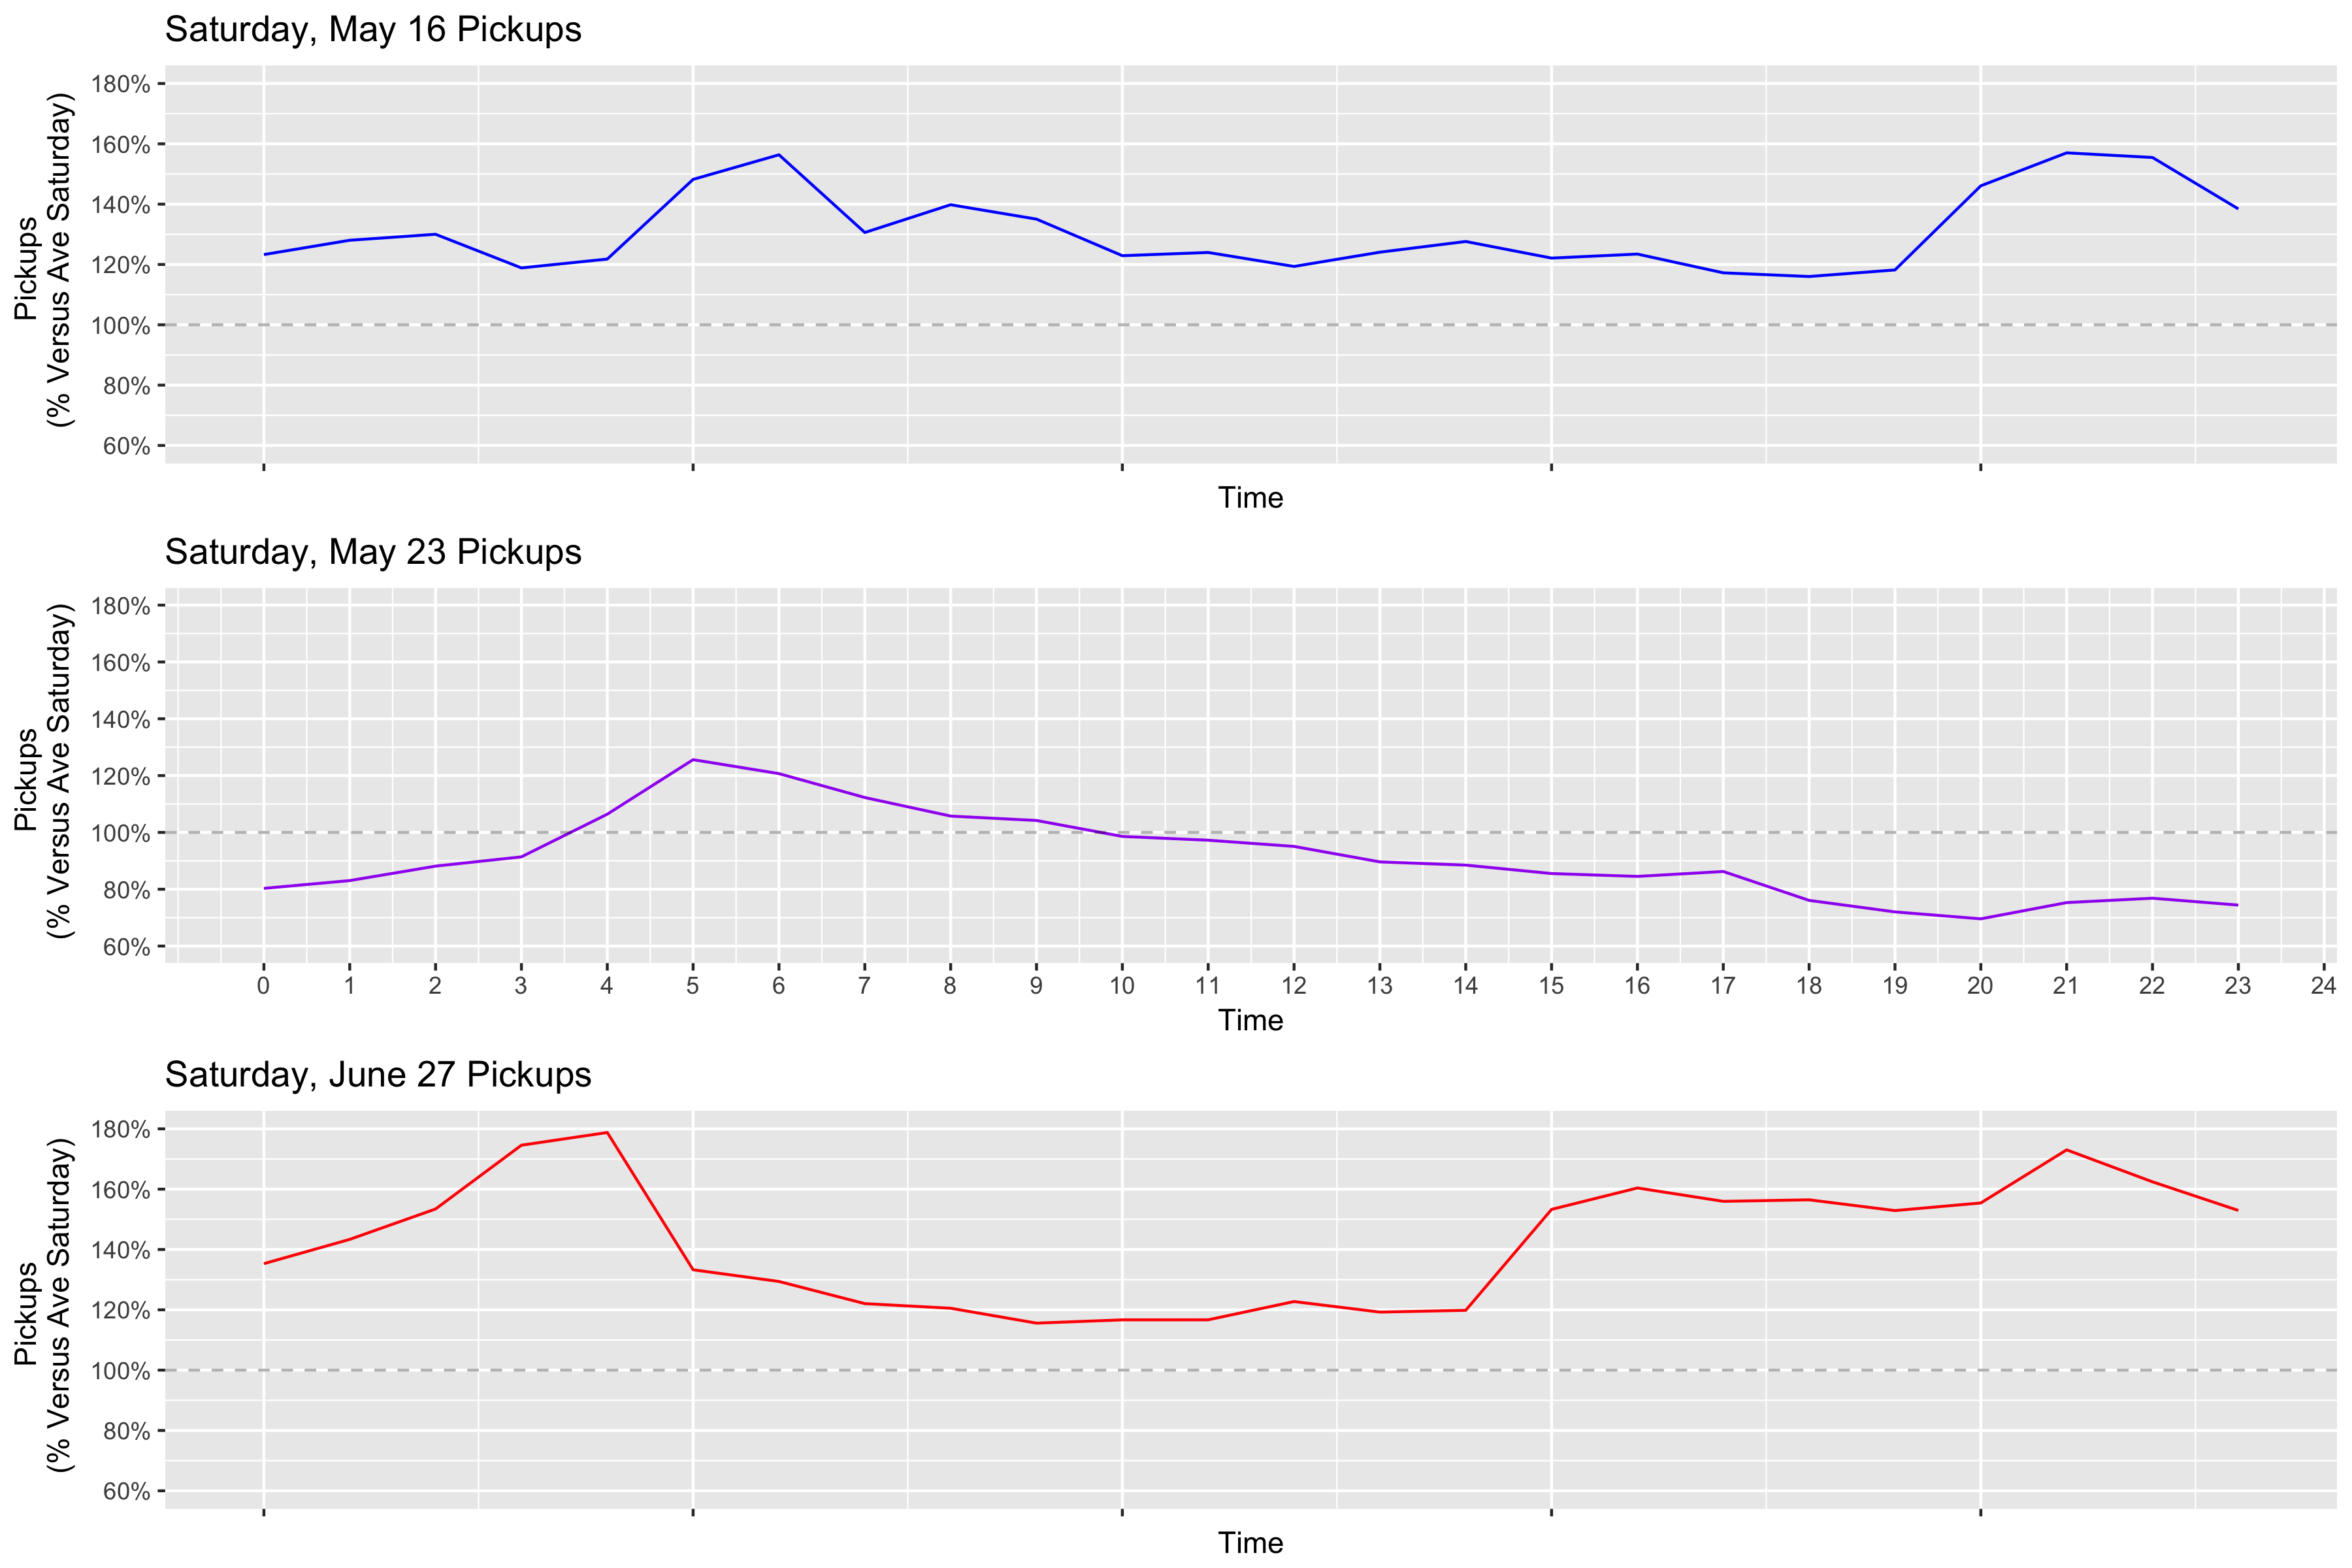 Saturday, May 16 Pickups
Pickups
(% Versus Ave Saturday)
180%
160%
140%
120%
100%
80%
60%
Time
Saturday, May 23 Pickups
Pickups
(% Versus Ave Saturday)
180%
160%
140%
120%
100%
80%
60%
0 1 2 3 4 5 6 7 8 9 10 11 12 13 14 15 16 17 18 19 20 21 22 23 24
Time
Saturday, June 27 Pickups
Pickups
(% Versus Ave Saturday)
180%
160%
140%
120%
100%
80%
60%
Time